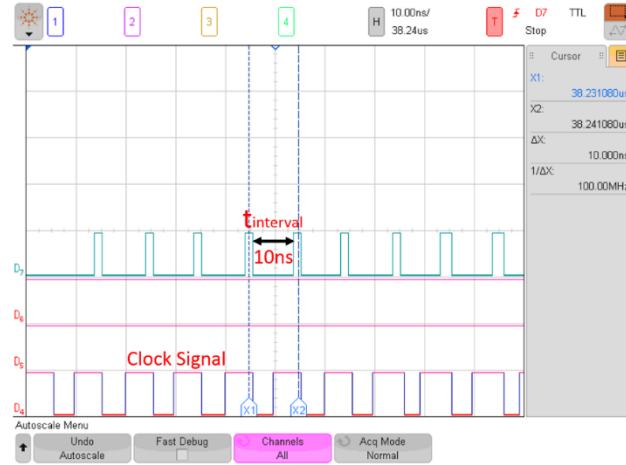 1 2 3 4 H 10.00ns/ 38.24us T D7 TTL Stop
Cursor
X1:
38.231080us
X2:
38.241080us
ΔX:
10.000ns
1/ΔX:
100.00MHz
tinterval
10ns
D7
D6
D5
Clock Signal
D4
X1 X2
Autoscale Menu
Undo Autoscale
Fast Debug
Channels All
Acq Mode Normal